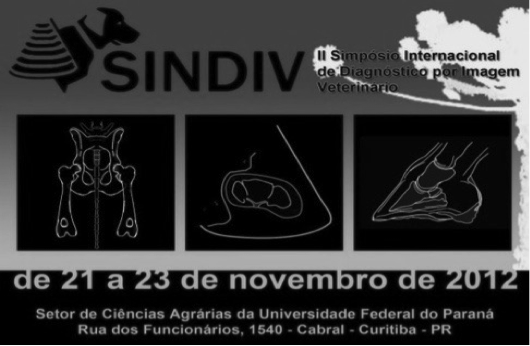 SINDIV
II Simpósio Internacional
de Diagnóstico por Imagem
Veterinário
de 21 a 23 de novembro de 2012
Setor de Ciências Agrárias da Universidade Federal do Paraná
Rua dos Funcionários, 1540 - Cabral - Curitiba - PR